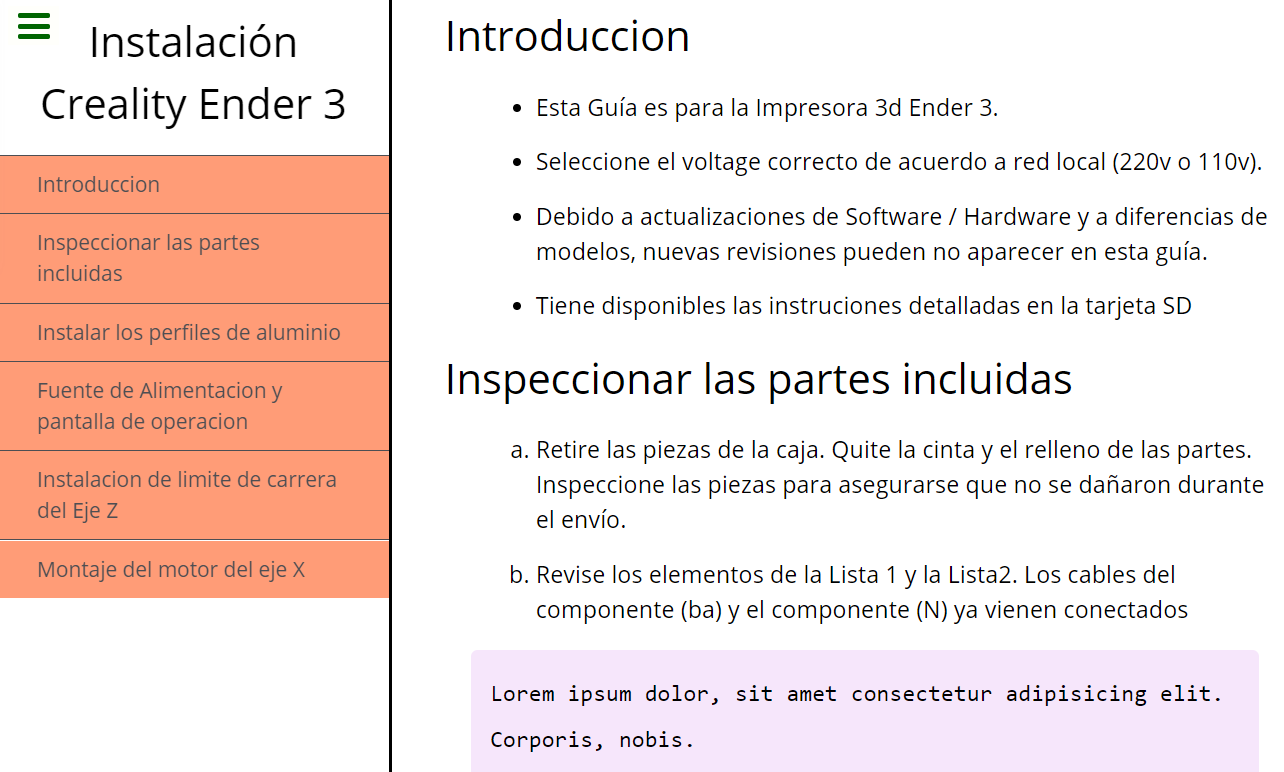 Instalación
Creality Ender 3
Introduccion
Inspeccionar las partes
incluidas
Instalar los perfiles de aluminio
Fuente de Alimentacion y
pantalla de operacion
Instalacion de limite de carrera
del Eje Z
Montaje del motor del eje X
Introduccion
• Esta Guía es para la Impresora 3d Ender 3.
• Seleccione el voltage correcto de acuerdo a red local (220v o 110v).
• Debido a actualizaciones de Software / Hardware y a diferencias de
modelos, nuevas revisiones pueden no aparecer en esta guía.
• Tiene disponibles las instruciones detalladas en la tarjeta SD
Inspeccionar las partes incluidas
a. Retire las piezas de la caja. Quite la cinta y el relleno de las partes.
Inspeccione las piezas para asegurarse que no se dañaron durante
el envío.
b. Revise los elementos de la Lista 1 y la Lista2. Los cables del
componente (ba) y el componente (N) ya vienen conectados
Lorem ipsum dolor, sit amet consectetur adipisicing elit.
Corporis, nobis.